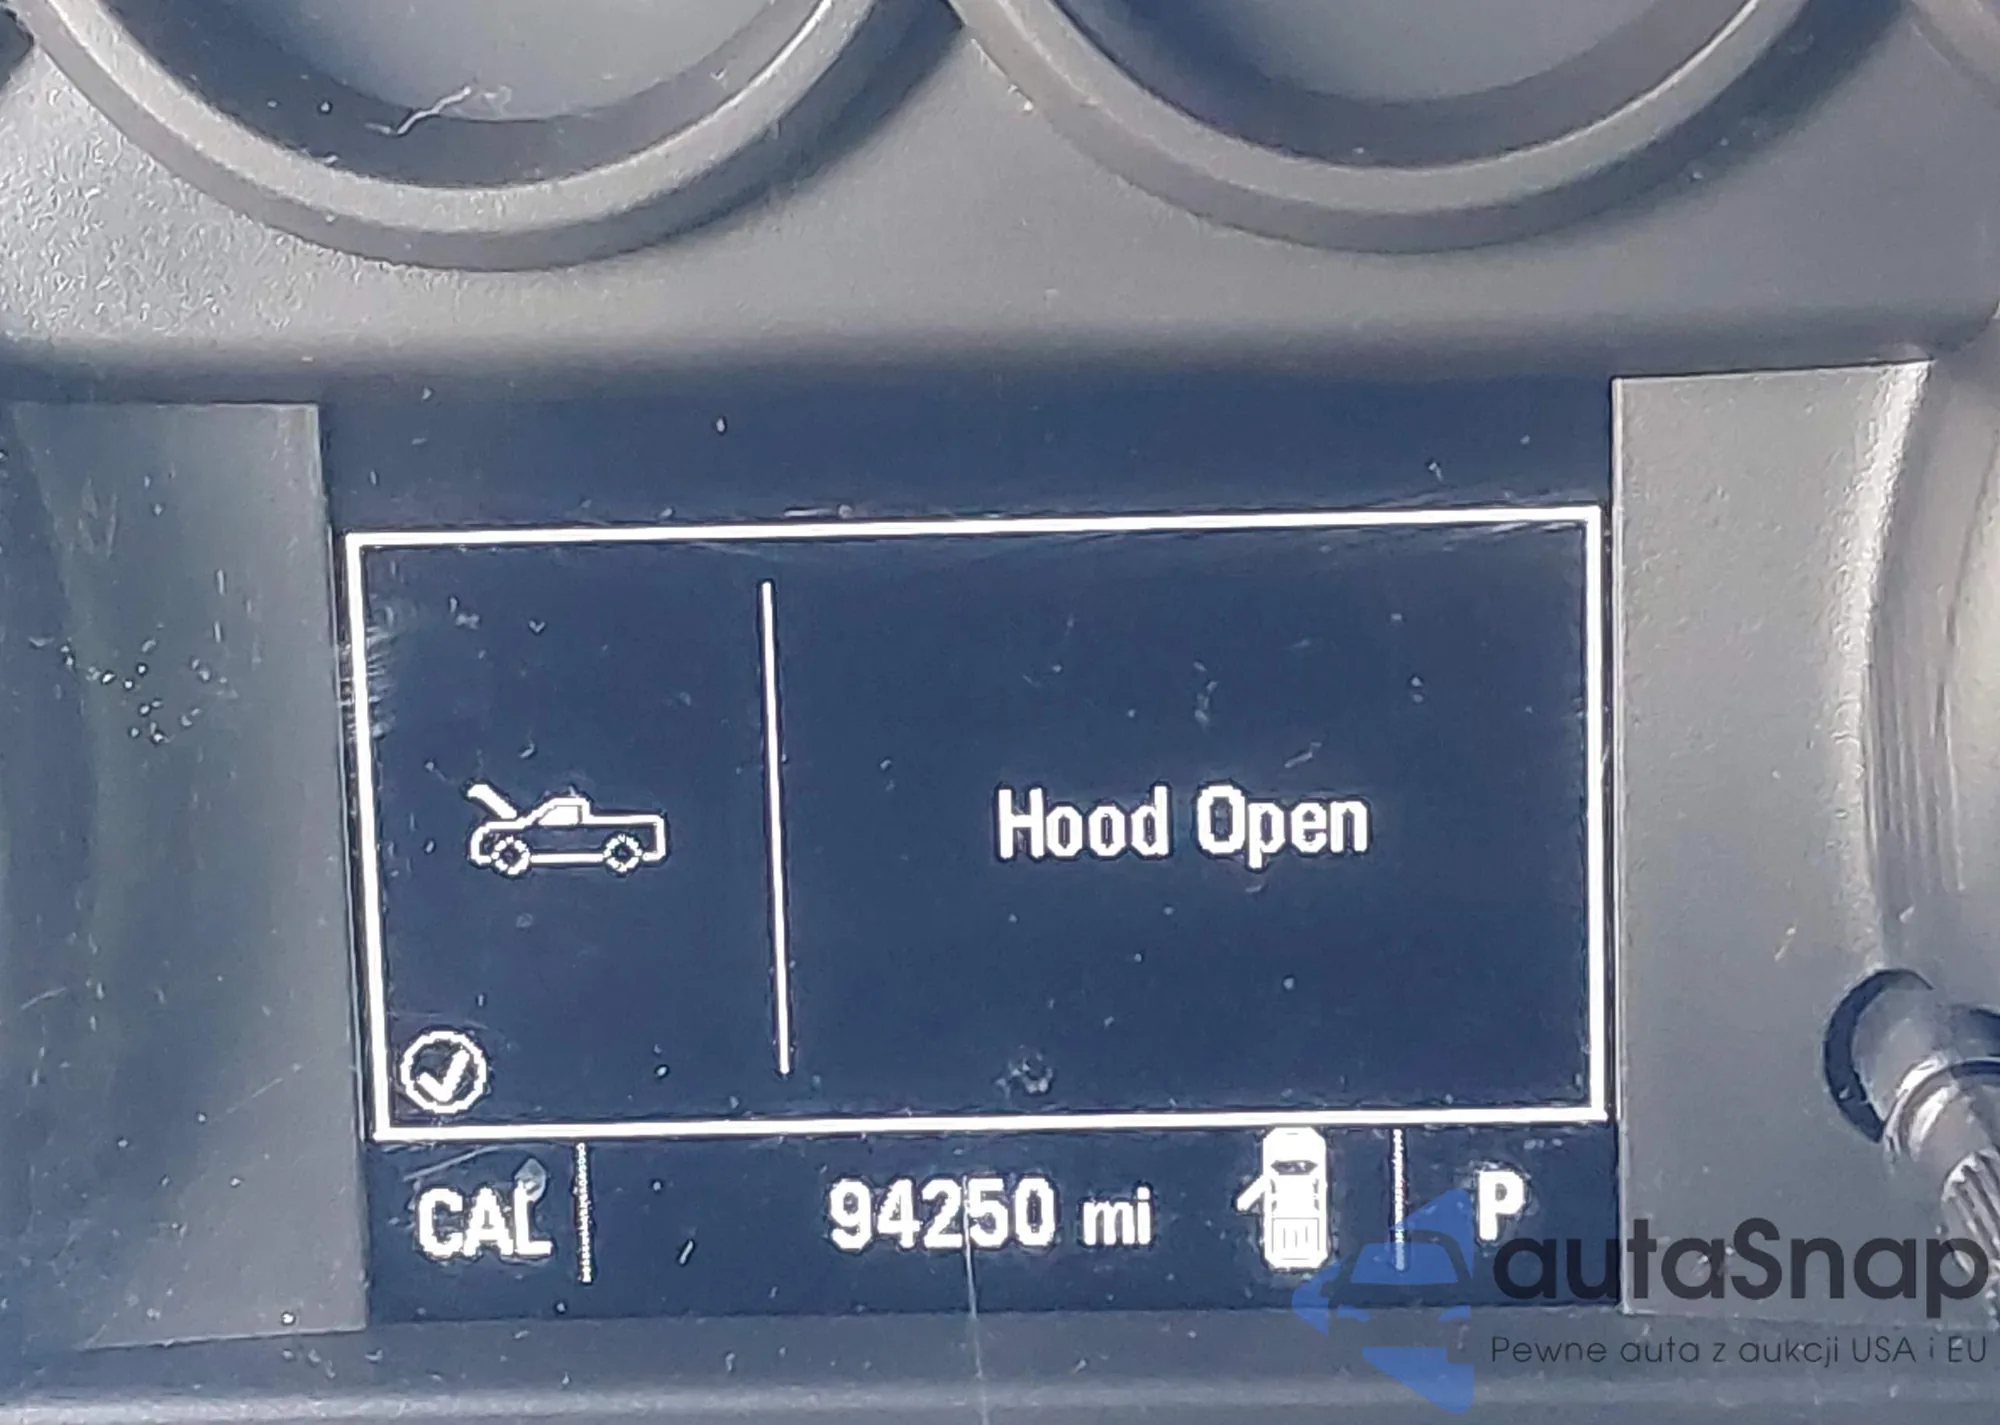 Hood Open
CAL 94250 mi P
autaSnap
Pewne auta z aukcji USA i EU